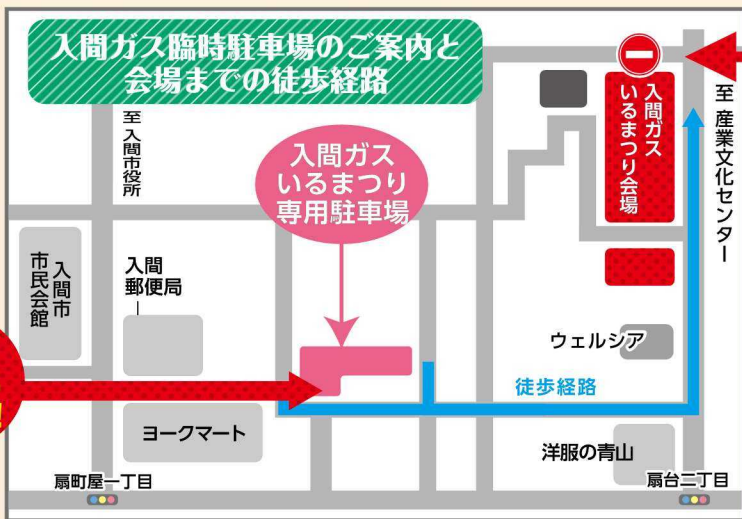 入間ガス臨時駐車場のご案内と
会場までの徒歩経路
至 入間市役所
入間ガス
いるまつり
専用駐車場
入間ガス
いるまつり会場
至 産業文化センター
入間市
市民会館
入間
郵便局
ウェルシア
徒歩経路
ヨークマート
洋服の青山
扇町屋一丁目
扇台二丁目